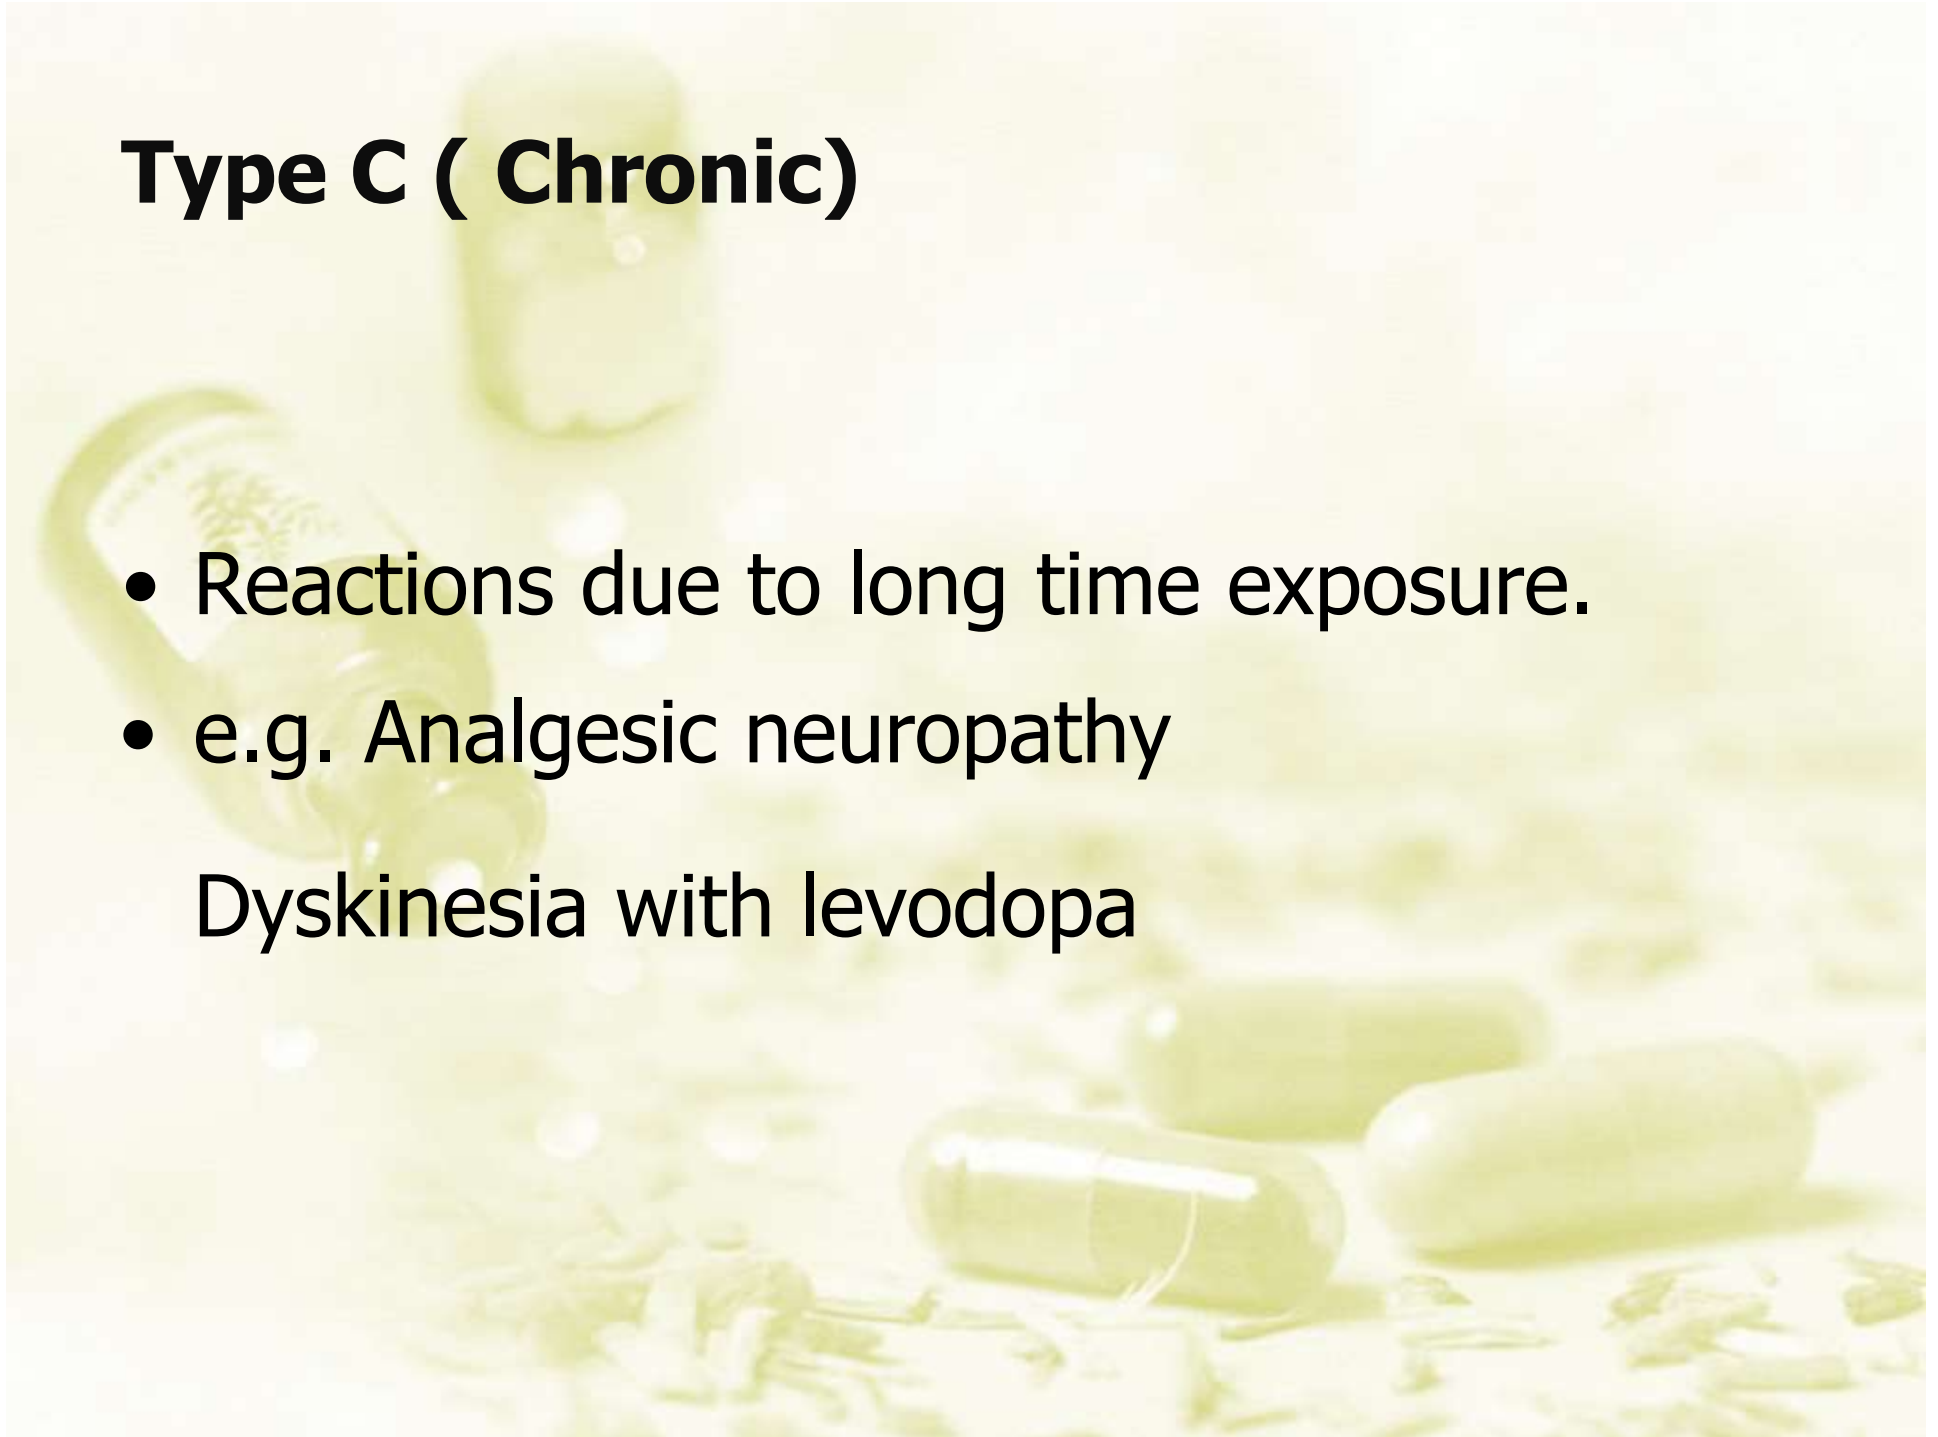 Type C ( Chronic)
• Reactions due to long time exposure.
• e.g. Analgesic neuropathy
Dyskinesia with levodopa